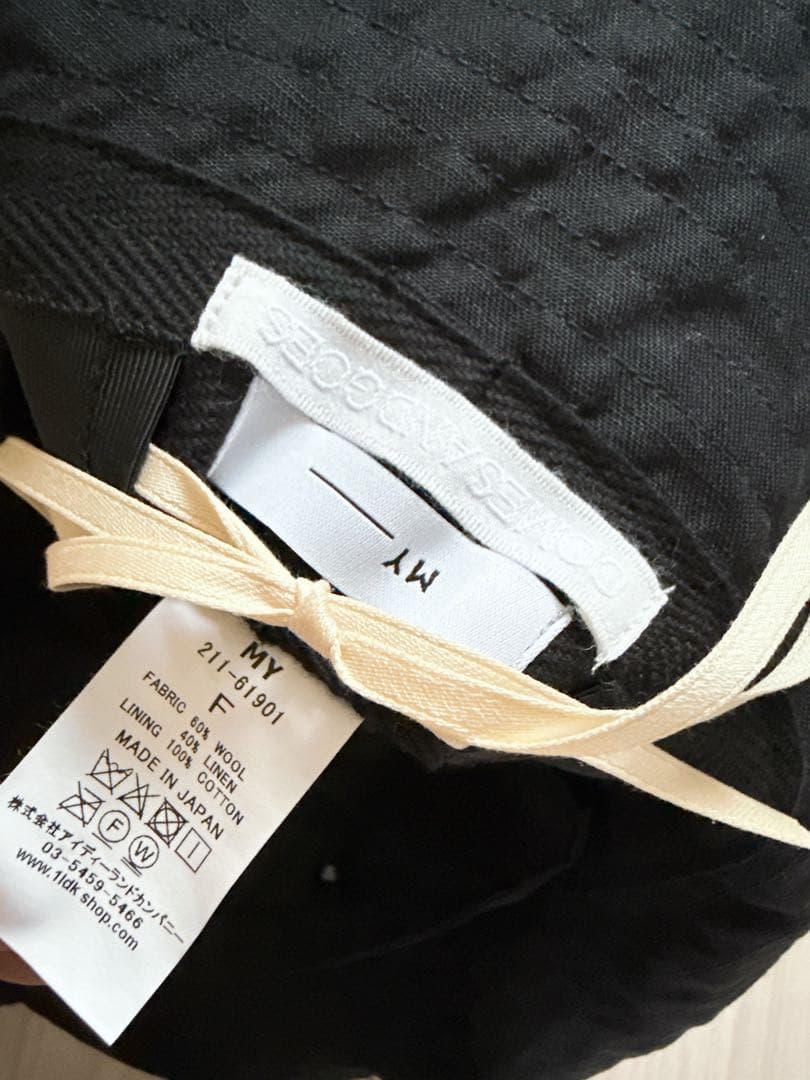 COMESANDGOES
MY
MY
211-61901
F
FABRIC 60% WOOL
40% LINEN
LINING 100% COTTON
MADE IN JAPAN
F W
株式会社アイディーランドカンパニー
03-5459-5466
www.1ldk shop.com